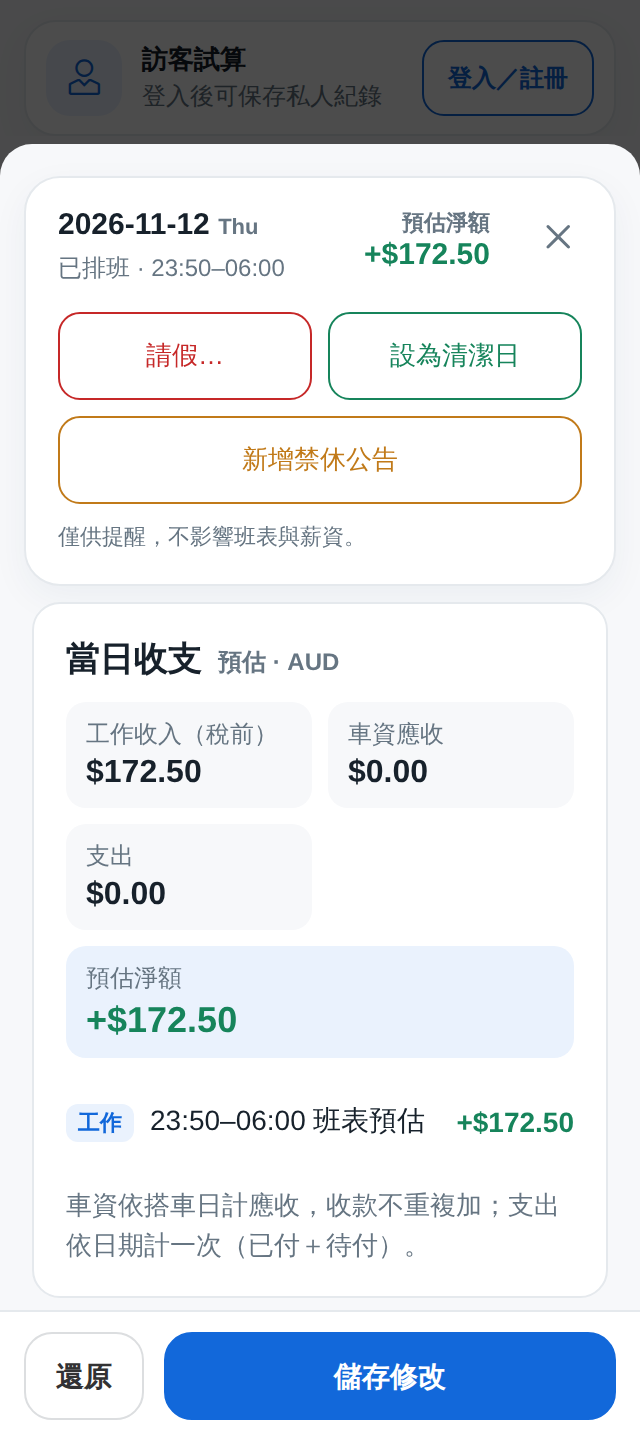 訪客試算
登入後可保存私人紀錄
登入／註冊
2026-11-12 Thu
已排班 · 23:50–06:00
預估淨額
+$172.50
請假…
設為清潔日
新增禁休公告
僅供提醒，不影響班表與薪資。
當日收支 預估 · AUD
工作收入（稅前）
$172.50
車資應收
$0.00
支出
$0.00
預估淨額
+$172.50
工作 23:50–06:00 班表預估 +$172.50
車資依搭車日計應收，收款不重複加；支出
依日期計一次（已付＋待付）。
還原
儲存修改